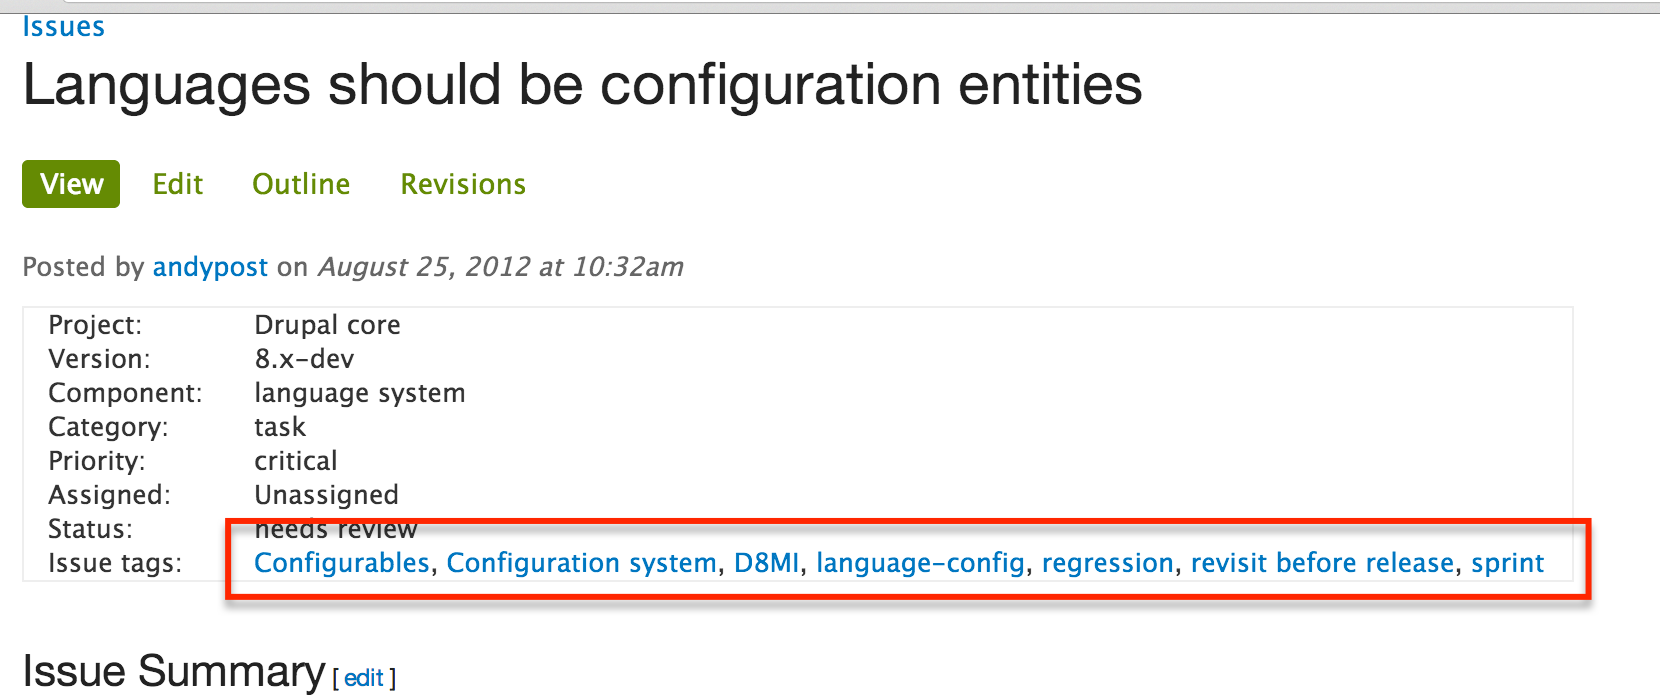 Issues
Languages should be configuration entities
View Edit Outline Revisions
Posted by andypost on August 25, 2012 at 10:32am
Project: Drupal core
Version: 8.x-dev
Component: language system
Category: task
Priority: critical
Assigned: Unassigned
Status: needs review
Issue tags: Configurables, Configuration system, D8MI, language-config, regression, revisit before release, sprint
Issue Summary [ edit ]